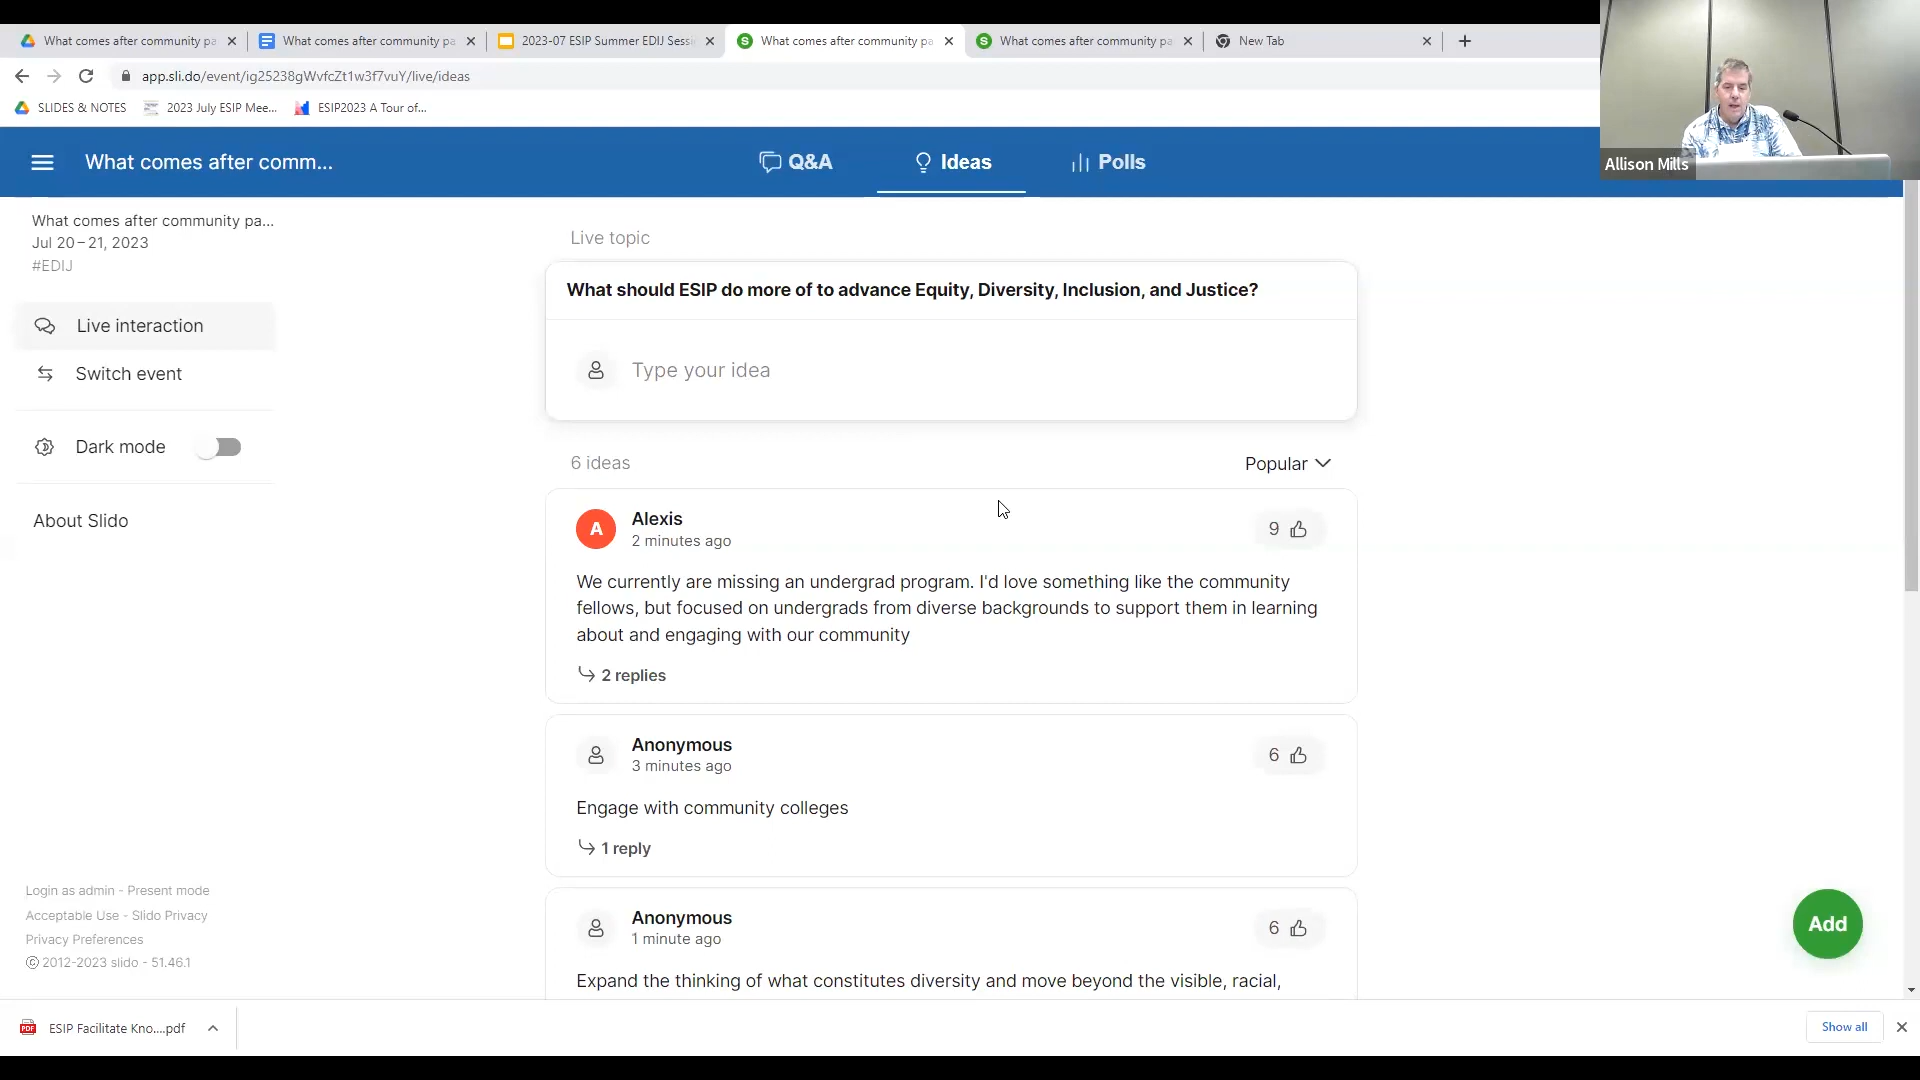 What comes after community pa
What comes after community pa
2023-07 ESIP Summer EDIJ Sessi
What comes after community pa
What comes after community pa
New Tab
app.sli.do/event/ig25238gWvfcZt1w3f7vuY/live/ideas
SLIDES & NOTES
2023 July ESIP Mee...
ESIP2023 A Tour of...
Allison Mills
What comes after comm...
Q&A
Ideas
Polls
What comes after community pa...
Jul 20 – 21, 2023
#EDIJ
Live interaction
Switch event
Dark mode
About Slido
Login as admin - Present mode
Acceptable Use - Slido Privacy
Privacy Preferences
© 2012-2023 slido - 51.46.1
Live topic
What should ESIP do more of to advance Equity, Diversity, Inclusion, and Justice?
Type your idea
6 ideas
Popular
A
Alexis
2 minutes ago
9
We currently are missing an undergrad program. I'd love something like the community
fellows, but focused on undergrads from diverse backgrounds to support them in learning
about and engaging with our community
2 replies
Anonymous
3 minutes ago
6
Engage with community colleges
1 reply
Anonymous
1 minute ago
6
Expand the thinking of what constitutes diversity and move beyond the visible, racial,
Add
PDF
ESIP Facilitate Kno....pdf
Show all